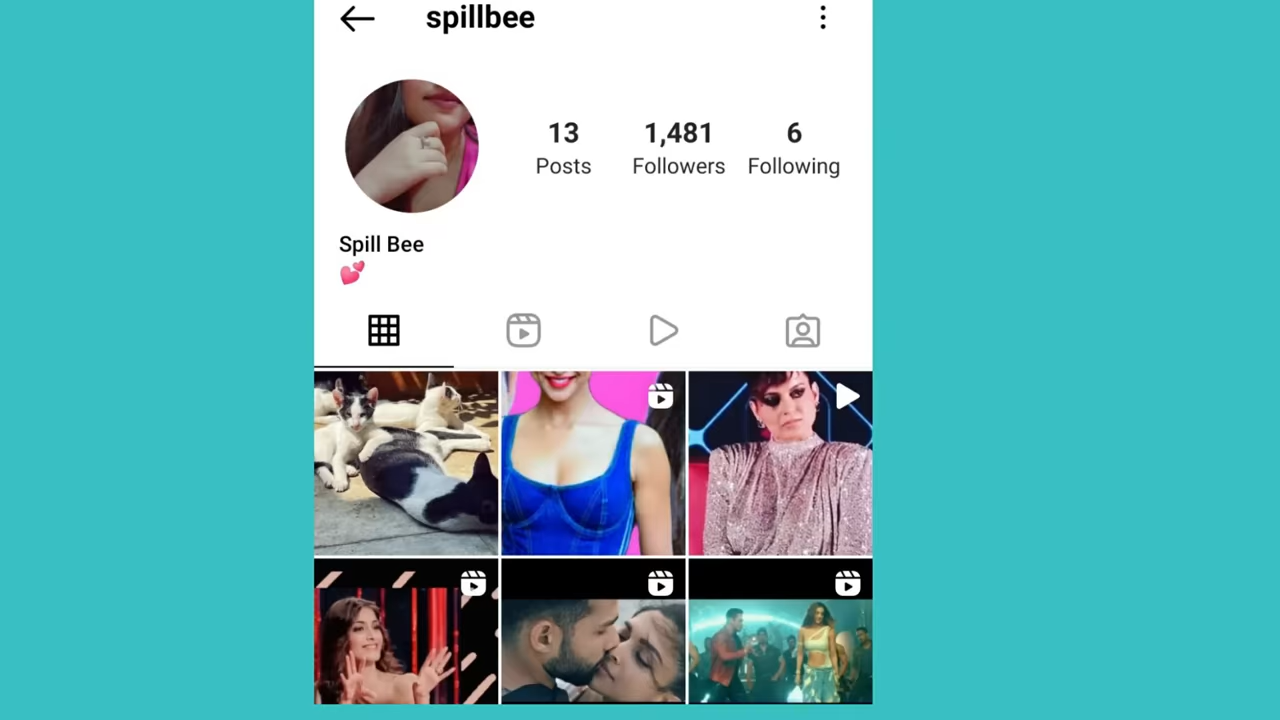 spillbee
13 1,481 6
Posts Followers Following
Spill Bee
💕